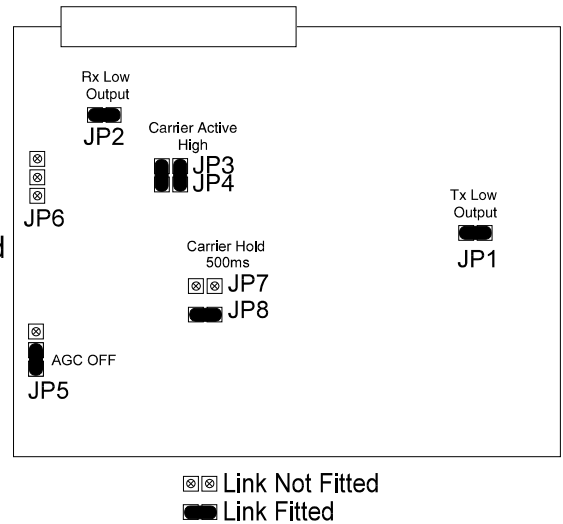 Rx Low
Output
JP2
Carrier Active
High
JP3
JP4
JP6
Tx Low
Output
JP1
d
Carrier Hold
500ms
JP7
JP8
AGC OFF
JP5
Link Not Fitted
Link Fitted